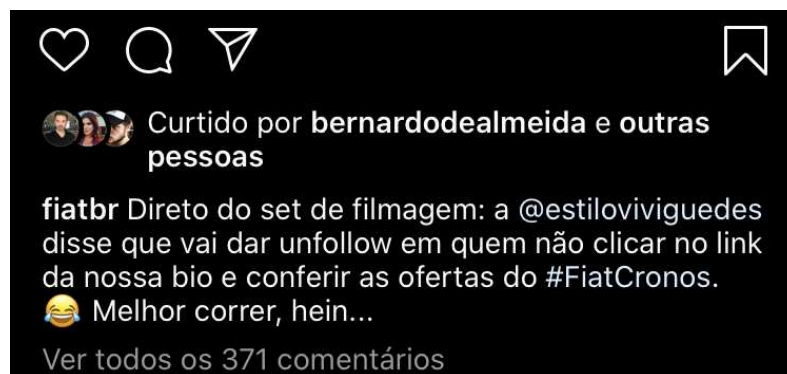 Curtido por bernardodealmeida e outras
pessoas
fiatbr Direto do set de filmagem: a @estiloviviguedes
disse que vai dar unfollow em quem não clicar no link
da nossa bio e conferir as ofertas do #FiatCronos.
😂 Melhor correr, hein...
Ver todos os 371 comentários